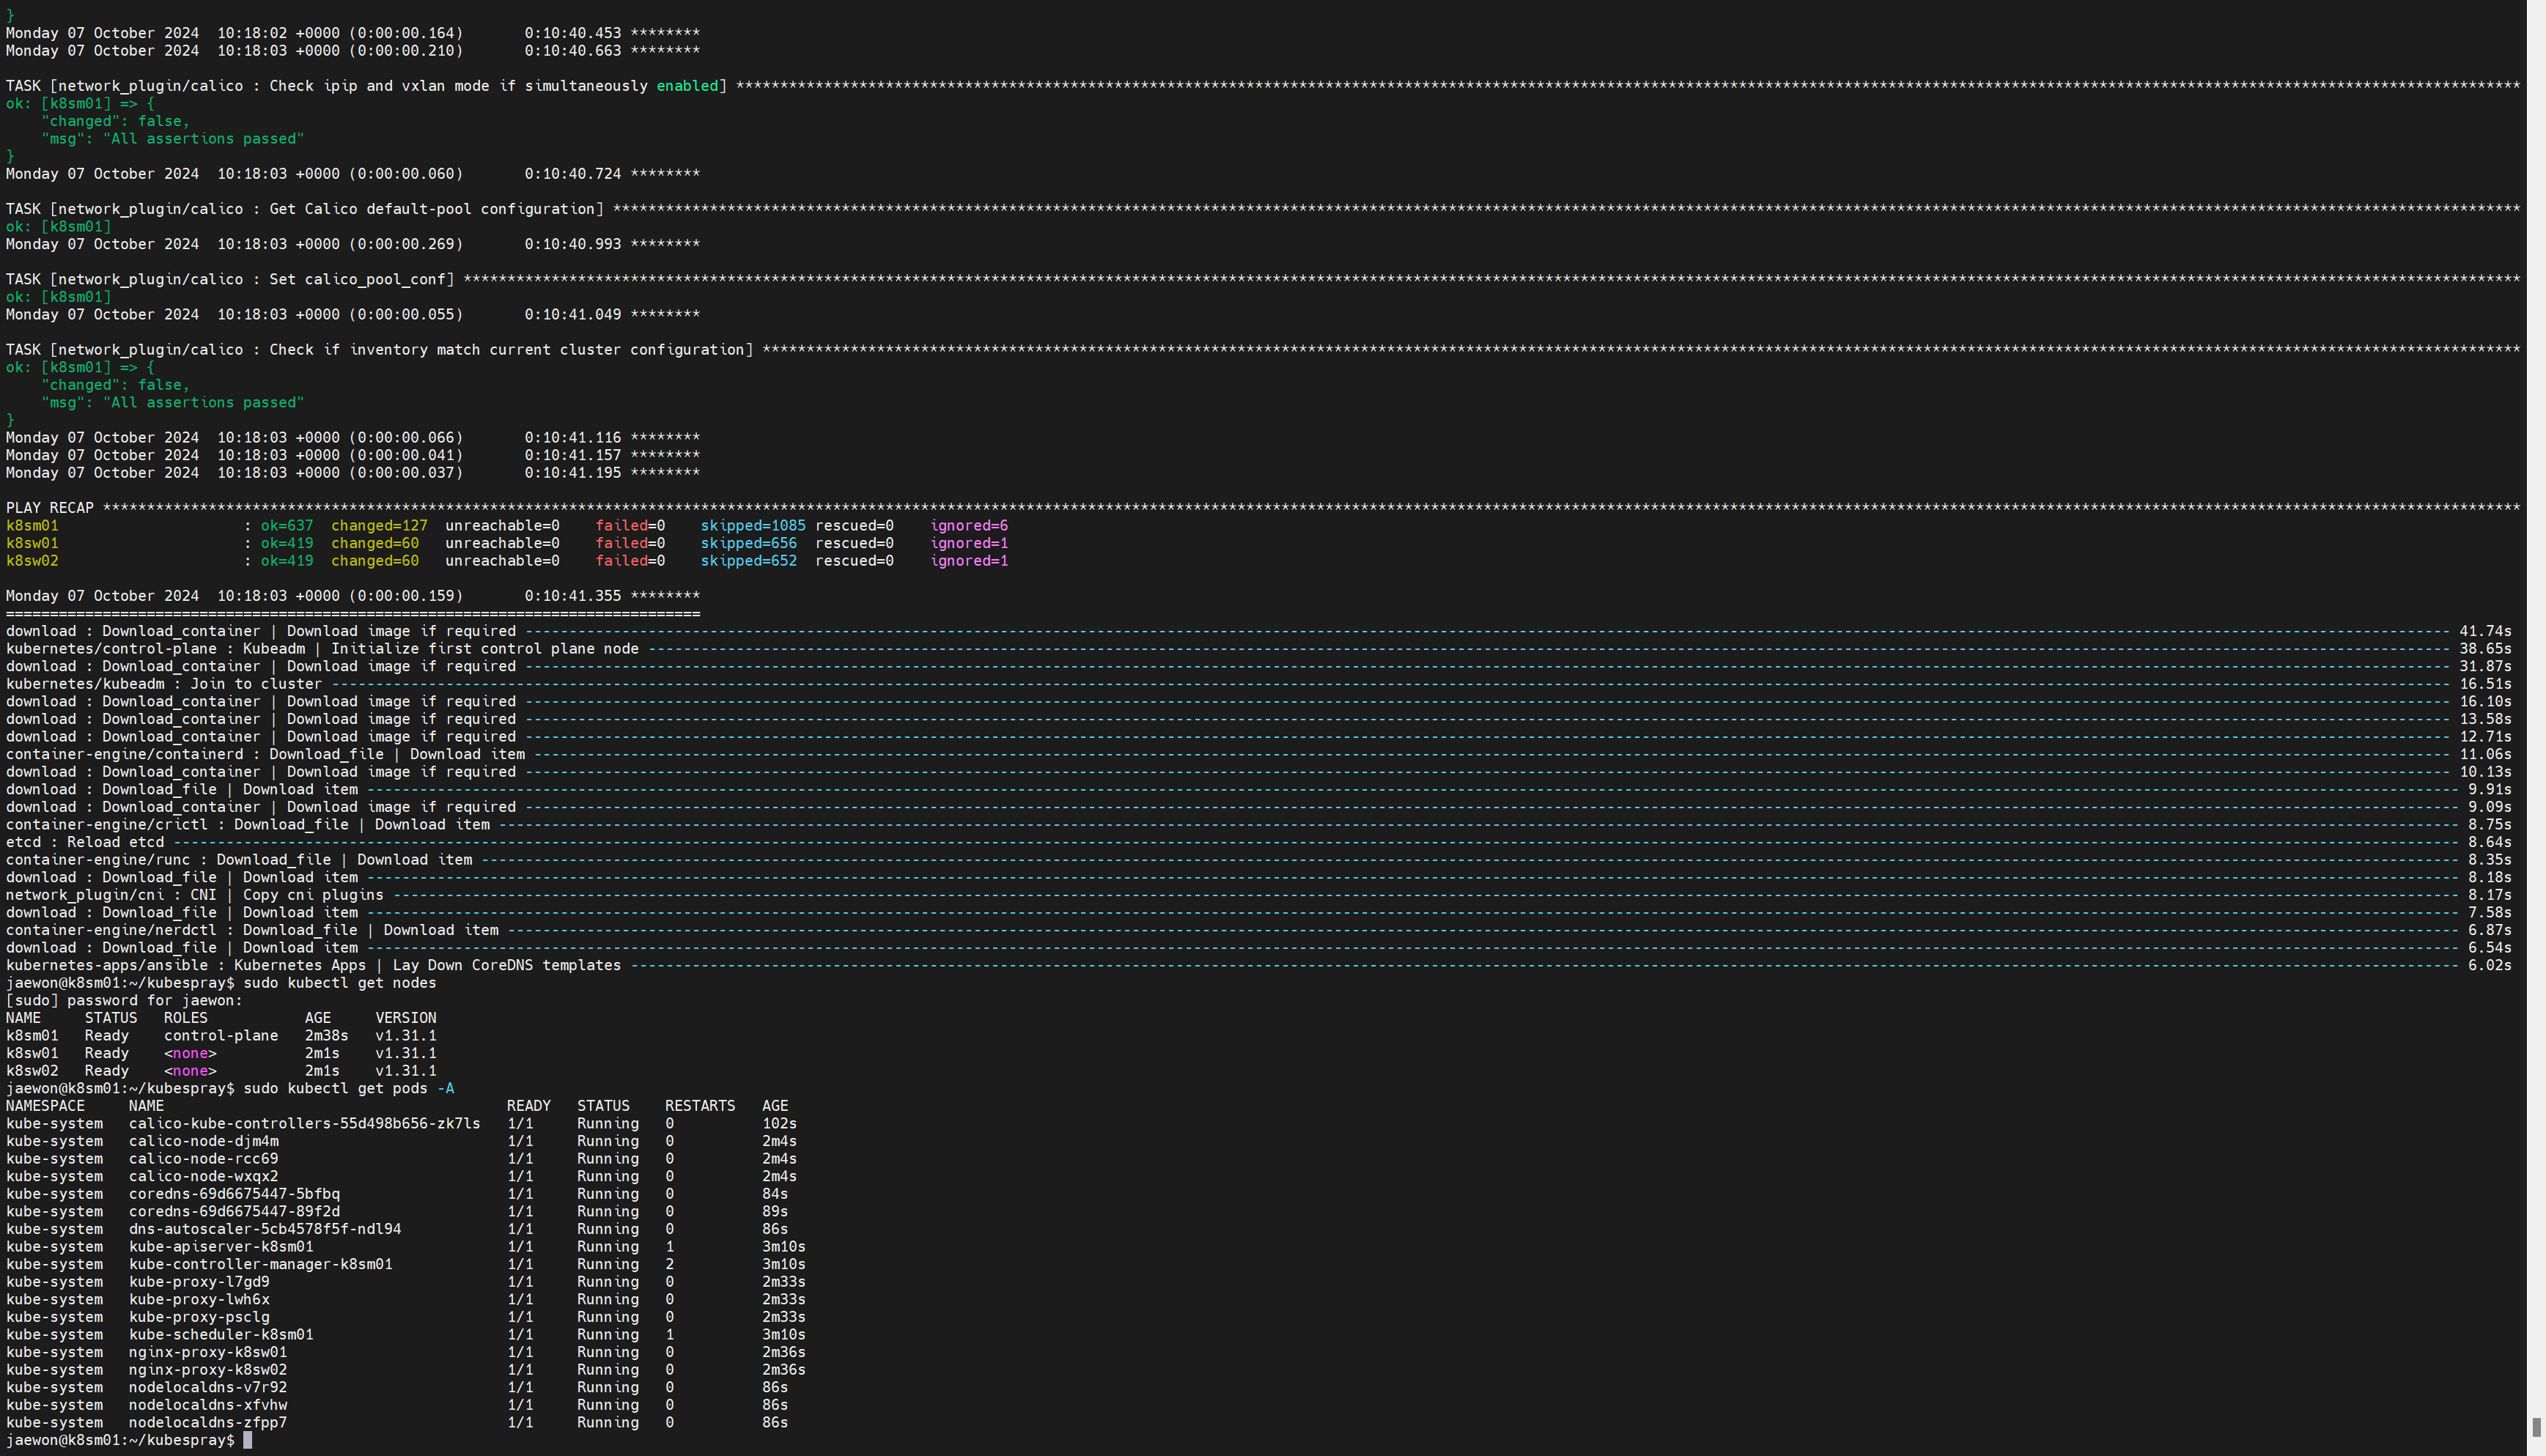 }
Monday 07 October 2024  10:18:02 +0000 (0:00:00.164)       0:10:40.453 ********
Monday 07 October 2024  10:18:03 +0000 (0:00:00.210)       0:10:40.663 ********
TASK [network_plugin/calico : Check ipip and vxlan mode if simultaneously enabled] ********
ok: [k8sm01] => {
    "changed": false,
    "msg": "All assertions passed"
}
Monday 07 October 2024  10:18:03 +0000 (0:00:00.060)       0:10:40.724 ********
TASK [network_plugin/calico : Get Calico default-pool configuration] ********
ok: [k8sm01]
Monday 07 October 2024  10:18:03 +0000 (0:00:00.269)       0:10:40.993 ********
TASK [network_plugin/calico : Set calico_pool_conf] ********
ok: [k8sm01]
Monday 07 October 2024  10:18:03 +0000 (0:00:00.055)       0:10:41.049 ********
TASK [network_plugin/calico : Check if inventory match current cluster configuration] ********
ok: [k8sm01] => {
    "changed": false,
    "msg": "All assertions passed"
}
Monday 07 October 2024  10:18:03 +0000 (0:00:00.066)       0:10:41.116 ********
Monday 07 October 2024  10:18:03 +0000 (0:00:00.041)       0:10:41.157 ********
Monday 07 October 2024  10:18:03 +0000 (0:00:00.037)       0:10:41.195 ********
PLAY RECAP ********
k8sm01                     : ok=637  changed=127  unreachable=0    failed=0    skipped=1085 rescued=0    ignored=6
k8sw01                     : ok=419  changed=60   unreachable=0    failed=0    skipped=656  rescued=0    ignored=1
k8sw02                     : ok=419  changed=60   unreachable=0    failed=0    skipped=652  rescued=0    ignored=1
Monday 07 October 2024  10:18:03 +0000 (0:00:00.159)       0:10:41.355 ********
===============================================================================
download : Download_container | Download image if required -------- 41.74s
kubernetes/control-plane : Kubeadm | Initialize first control plane node -------- 38.65s
download : Download_container | Download image if required -------- 31.87s
kubernetes/kubeadm : Join to cluster -------- 16.51s
download : Download_container | Download image if required -------- 16.10s
download : Download_container | Download image if required -------- 13.58s
download : Download_container | Download image if required -------- 12.71s
container-engine/containerd : Download_file | Download item -------- 11.06s
download : Download_container | Download image if required -------- 10.13s
download : Download_file | Download item -------- 9.91s
download : Download_container | Download image if required -------- 9.09s
container-engine/crictl : Download_file | Download item -------- 8.75s
etcd : Reload etcd -------- 8.64s
container-engine/runc : Download_file | Download item -------- 8.35s
download : Download_file | Download item -------- 8.18s
network_plugin/cni : CNI | Copy cni plugins -------- 8.17s
download : Download_file | Download item -------- 7.58s
container-engine/nerdctl : Download_file | Download item -------- 6.87s
download : Download_file | Download item -------- 6.54s
kubernetes-apps/ansible : Kubernetes Apps | Lay Down CoreDNS templates -------- 6.02s
jaewon@k8sm01:~/kubespray$ sudo kubectl get nodes
[sudo] password for jaewon:
NAME     STATUS   ROLES           AGE     VERSION
k8sm01   Ready    control-plane   2m38s   v1.31.1
k8sw01   Ready    <none>          2m1s    v1.31.1
k8sw02   Ready    <none>          2m1s    v1.31.1
jaewon@k8sm01:~/kubespray$ sudo kubectl get pods -A
NAMESPACE     NAME                                       READY   STATUS    RESTARTS   AGE
kube-system   calico-kube-controllers-55d498b656-zk7ls   1/1     Running   0          102s
kube-system   calico-node-djm4m                          1/1     Running   0          2m4s
kube-system   calico-node-rcc69                          1/1     Running   0          2m4s
kube-system   calico-node-wxqx2                          1/1     Running   0          2m4s
kube-system   coredns-69d6675447-5bfbq                   1/1     Running   0          84s
kube-system   coredns-69d6675447-89f2d                   1/1     Running   0          89s
kube-system   dns-autoscaler-5cb4578f5f-ndl94            1/1     Running   0          86s
kube-system   kube-apiserver-k8sm01                      1/1     Running   1          3m10s
kube-system   kube-controller-manager-k8sm01             1/1     Running   2          3m10s
kube-system   kube-proxy-l7gd9                           1/1     Running   0          2m33s
kube-system   kube-proxy-lwh6x                           1/1     Running   0          2m33s
kube-system   kube-proxy-psclg                           1/1     Running   0          2m33s
kube-system   kube-scheduler-k8sm01                      1/1     Running   1          3m10s
kube-system   nginx-proxy-k8sw01                         1/1     Running   0          2m36s
kube-system   nginx-proxy-k8sw02                         1/1     Running   0          2m36s
kube-system   nodelocaldns-v7r92                         1/1     Running   0          86s
kube-system   nodelocaldns-xfvhw                         1/1     Running   0          86s
kube-system   nodelocaldns-zfpp7                         1/1     Running   0          86s
jaewon@k8sm01:~/kubespray$